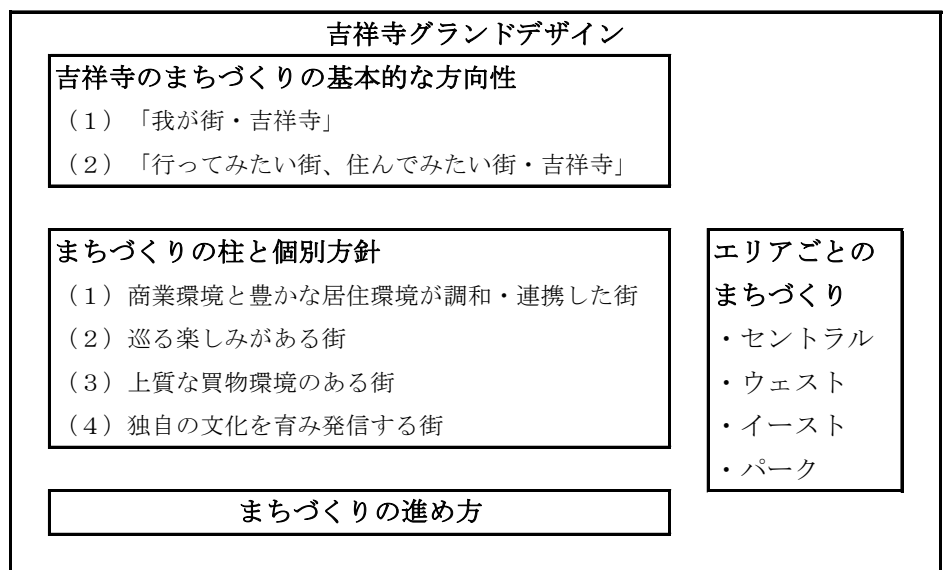 吉祥寺グランドデザイン
吉祥寺のまちづくりの基本的な方向性
（１）「我が街・吉祥寺」
（２）「行ってみたい街、住んでみたい街・吉祥寺」
まちづくりの柱と個別方針
（１）商業環境と豊かな居住環境が調和・連携した街
（２）巡る楽しみがある街
（３）上質な買物環境のある街
（４）独自の文化を育み発信する街
エリアごとの
まちづくり
・セントラル
・ウェスト
・イースト
・パーク
まちづくりの進め方